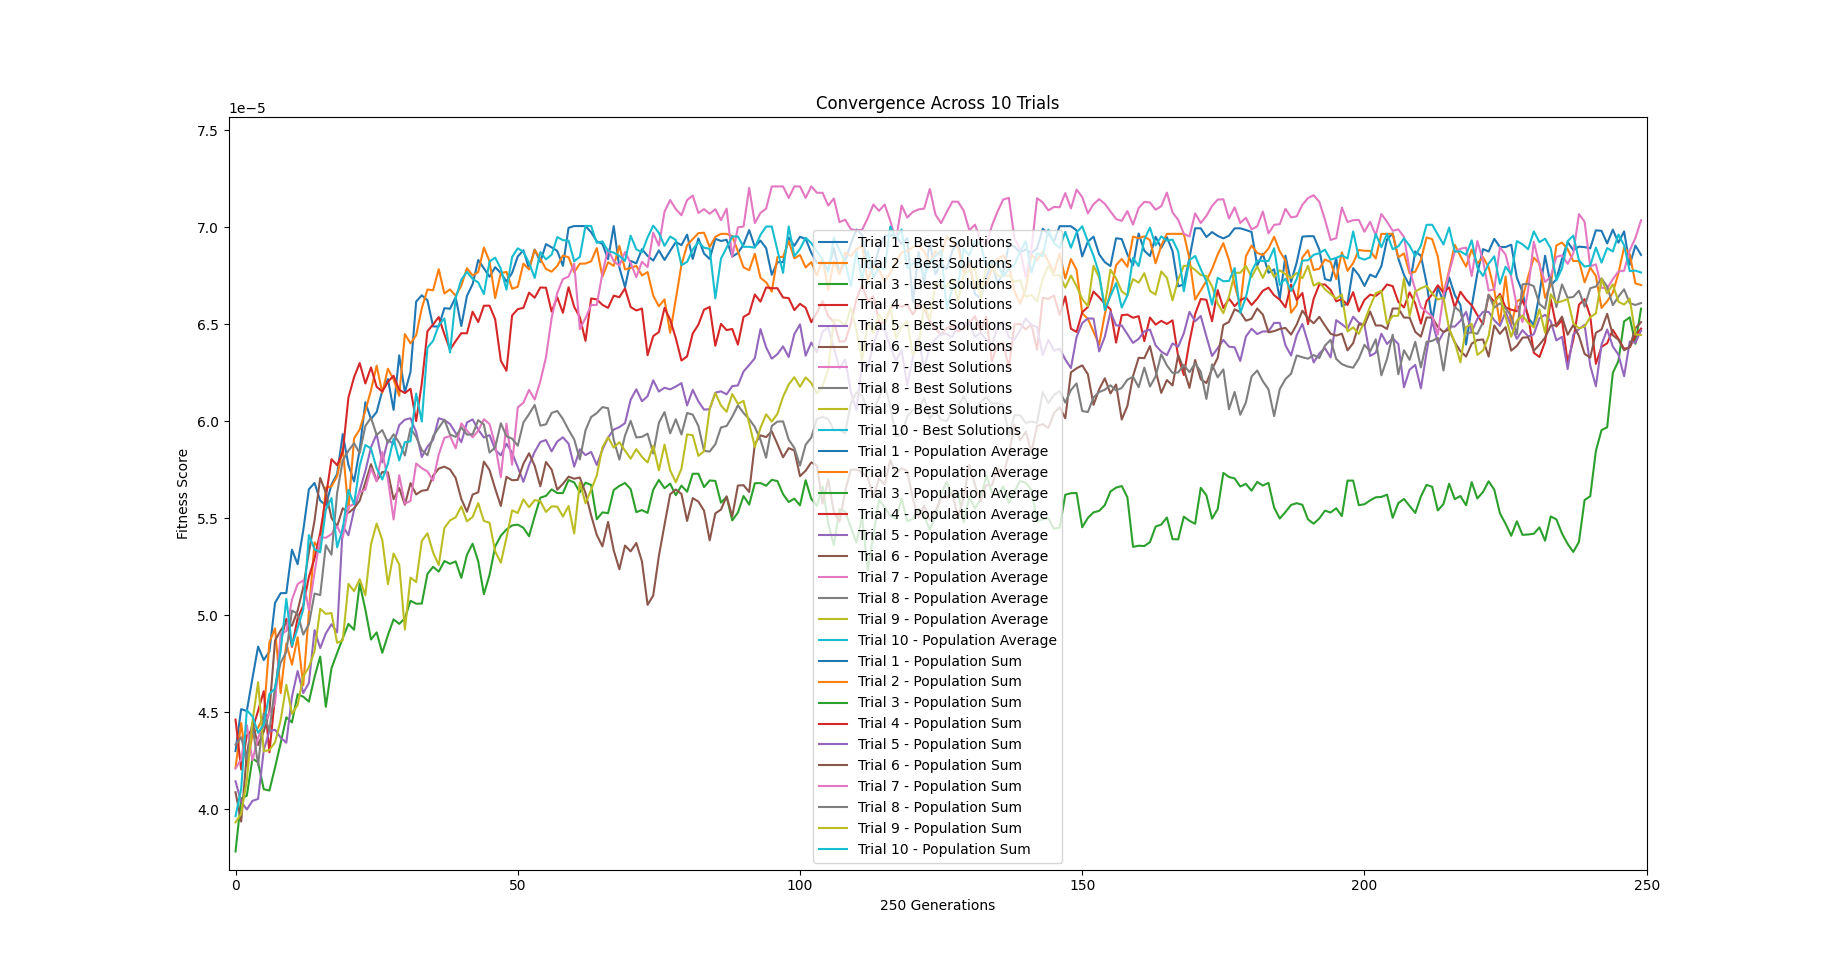 Convergence Across 10 Trials
1e−5
7.5
7.0
6.5
6.0
5.5
5.0
4.5
4.0
Fitness Score
Trial 1 - Best Solutions
Trial 2 - Best Solutions
Trial 3 - Best Solutions
Trial 4 - Best Solutions
Trial 5 - Best Solutions
Trial 6 - Best Solutions
Trial 7 - Best Solutions
Trial 8 - Best Solutions
Trial 9 - Best Solutions
Trial 10 - Best Solutions
Trial 1 - Population Average
Trial 2 - Population Average
Trial 3 - Population Average
Trial 4 - Population Average
Trial 5 - Population Average
Trial 6 - Population Average
Trial 7 - Population Average
Trial 8 - Population Average
Trial 9 - Population Average
Trial 10 - Population Average
Trial 1 - Population Sum
Trial 2 - Population Sum
Trial 3 - Population Sum
Trial 4 - Population Sum
Trial 5 - Population Sum
Trial 6 - Population Sum
Trial 7 - Population Sum
Trial 8 - Population Sum
Trial 9 - Population Sum
Trial 10 - Population Sum
0 50 100 150 200 250
250 Generations